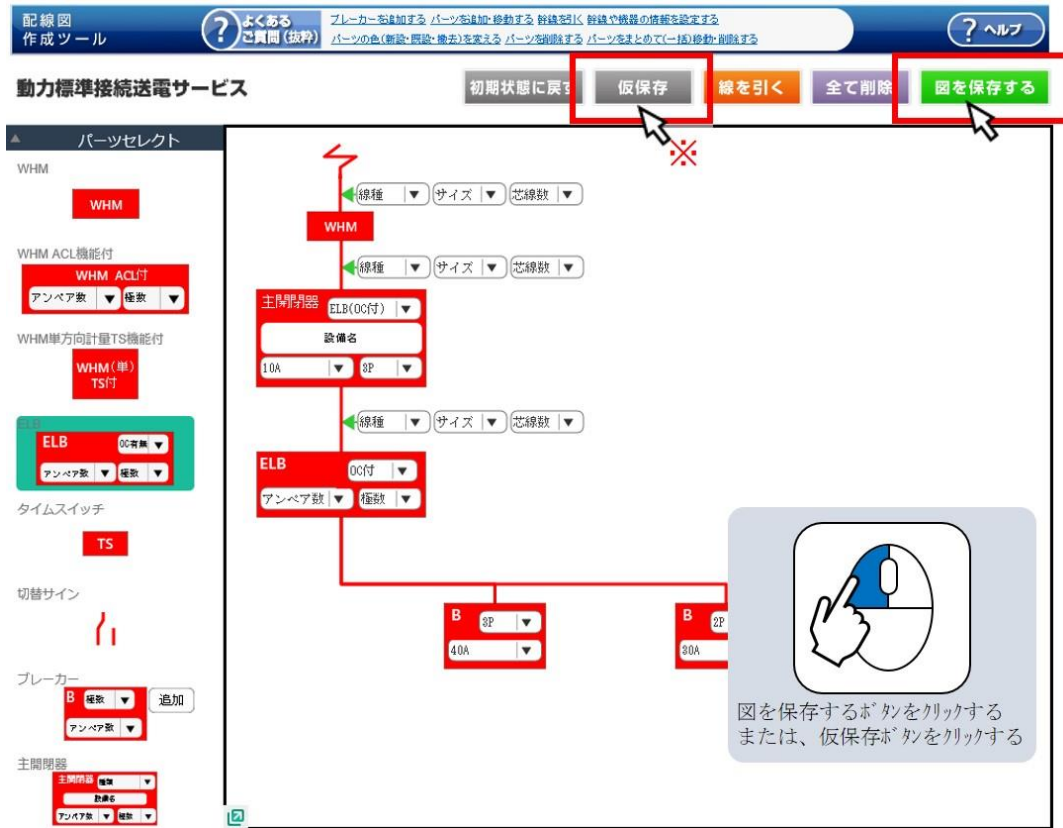 配線図
作成ツール
? よくある
ご質問(抜粋)
ブレーカーを追加する パーツを追加・移動する 幹線を引く 幹線や機器の情報を設定する
パーツの色(新設・既設・撤去)を変える パーツを削除する パーツをまとめて(一括)移動・削除する
? ヘルプ
動力標準接続送電サービス
初期状態に戻す
仮保存
線を引く
全て削除
図を保存する
※
パーツセレクト
WHM
WHM
WHM ACL機能付
WHM ACL付
アンペア数 ▼ 極数 ▼
WHM単方向計量TS機能付
WHM(単)
TS付
ELB
ELB OC有無 ▼
アンペア数 ▼ 極数 ▼
タイムスイッチ
TS
切替サイン
ブレーカー
B 極数 ▼ 追加
アンペア数 ▼
主開閉器
主開閉器 種類 ▼
設備名
アンペア数 ▼ 極数 ▼
線種 ▼ サイズ ▼ 芯線数 ▼
WHM
線種 ▼ サイズ ▼ 芯線数 ▼
主開閉器 ELB(OC付) ▼
設備名
10A ▼ 3P ▼
線種 ▼ サイズ ▼ 芯線数 ▼
ELB OC付 ▼
アンペア数 ▼ 極数 ▼
B 3P ▼
40A ▼
B 2P
30A
図を保存するボタンをクリックする
または、仮保存ボタンをクリックする